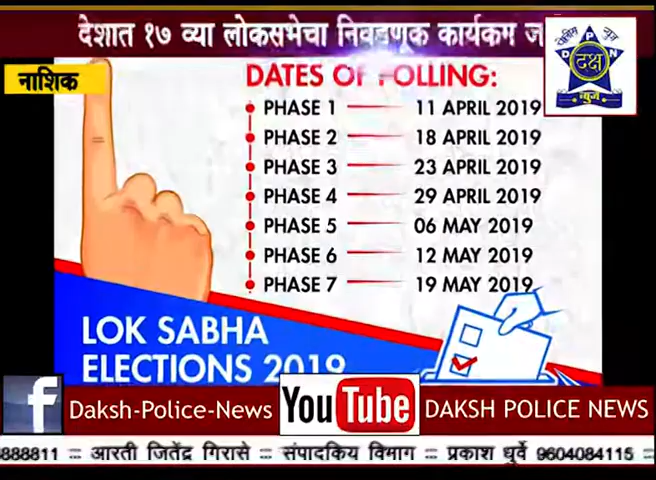 देशात १७ व्या लोकसभेचा निवडणूक कार्यकम
नाशिक
D P N
दक्ष
न्युज
DATES OF POLLING:
PHASE 1 11 APRIL 2019
PHASE 2 18 APRIL 2019
PHASE 3 23 APRIL 2019
PHASE 4 29 APRIL 2019
PHASE 5 06 MAY 2019
PHASE 6 12 MAY 2019
PHASE 7 19 MAY 2019
LOK SABHA
ELECTIONS 2019
f Daksh-Police-News YouTube DAKSH POLICE NEWS
888811 :: आरती जितेंद्र गिरासे :: संपादकिय विभाग :: प्रकाश धुर्वे 9604084115 ::